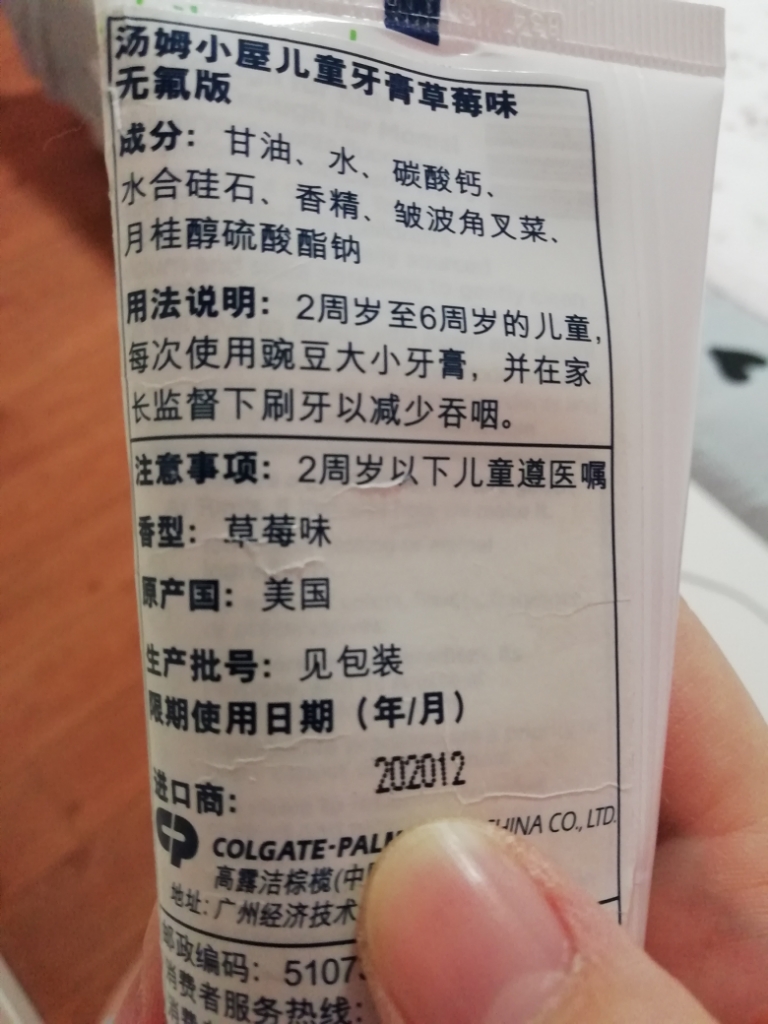 汤姆小屋儿童牙膏草莓味
无氟版
成分：甘油、水、碳酸钙、
水合硅石、香精、皱波角叉菜、
月桂醇硫酸酯钠
用法说明：2周岁至6周岁的儿童，
每次使用豌豆大小牙膏，并在家
长监督下刷牙以减少吞咽。
注意事项：2周岁以下儿童遵医嘱
香型：草莓味
原产国：美国
生产批号：见包装
限期使用日期（年/月）
202012
进口商：
CP COLGATE-PALM CHINA CO., LTD.
高露洁棕榄(中
地址: 广州经济技术
邮政编码：5107
消费者服务热线: